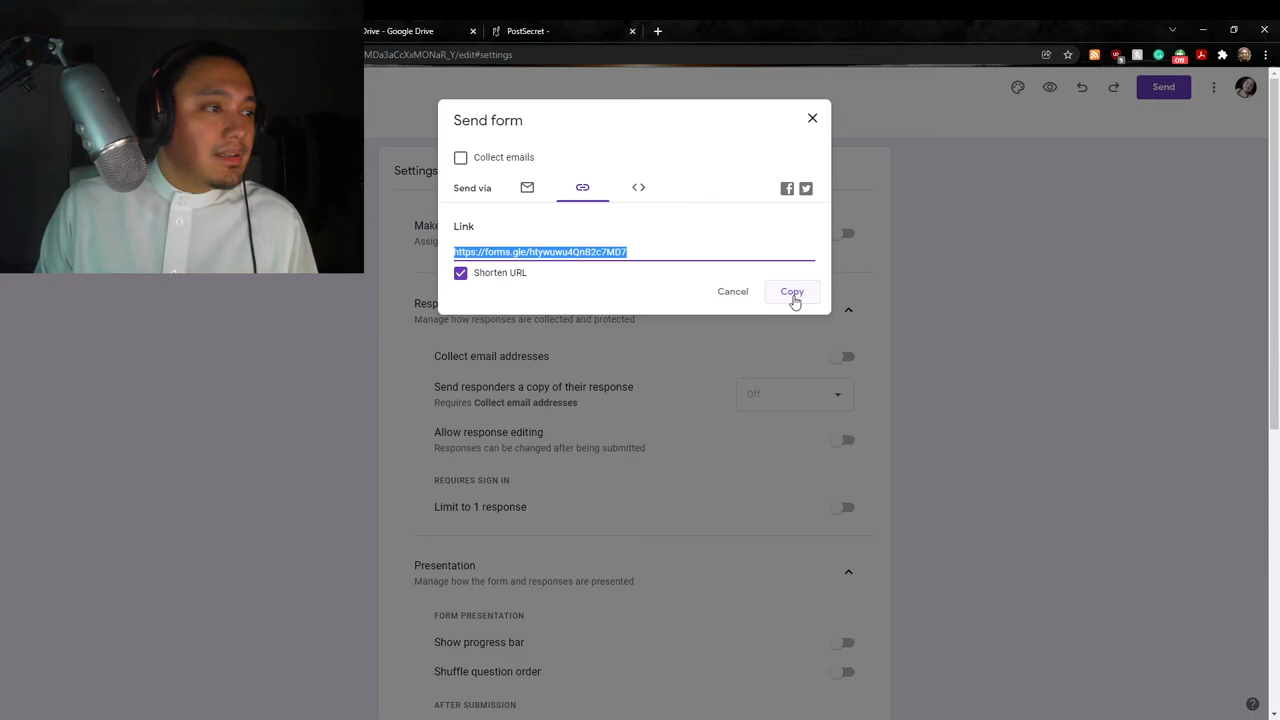 Drive - Google Drive
PostSecret -
MDa3aCcXxMONaR_Y/edit#settings
9
Off
Send
Send form
Collect emails
Settings
Send via
Make
Assig
Link
https://forms.gle/htywuwu4QnB2c7MD7
Shorten URL
Cancel
Copy
Resp
Manage how responses are collected and protected
Collect email addresses
Send responders a copy of their response
Off
Requires Collect email addresses
Allow response editing
Responses can be changed after being submitted
REQUIRES SIGN IN
Limit to 1 response
Presentation
Manage how the form and responses are presented
FORM PRESENTATION
Show progress bar
Shuffle question order
AFTER SUBMISSION